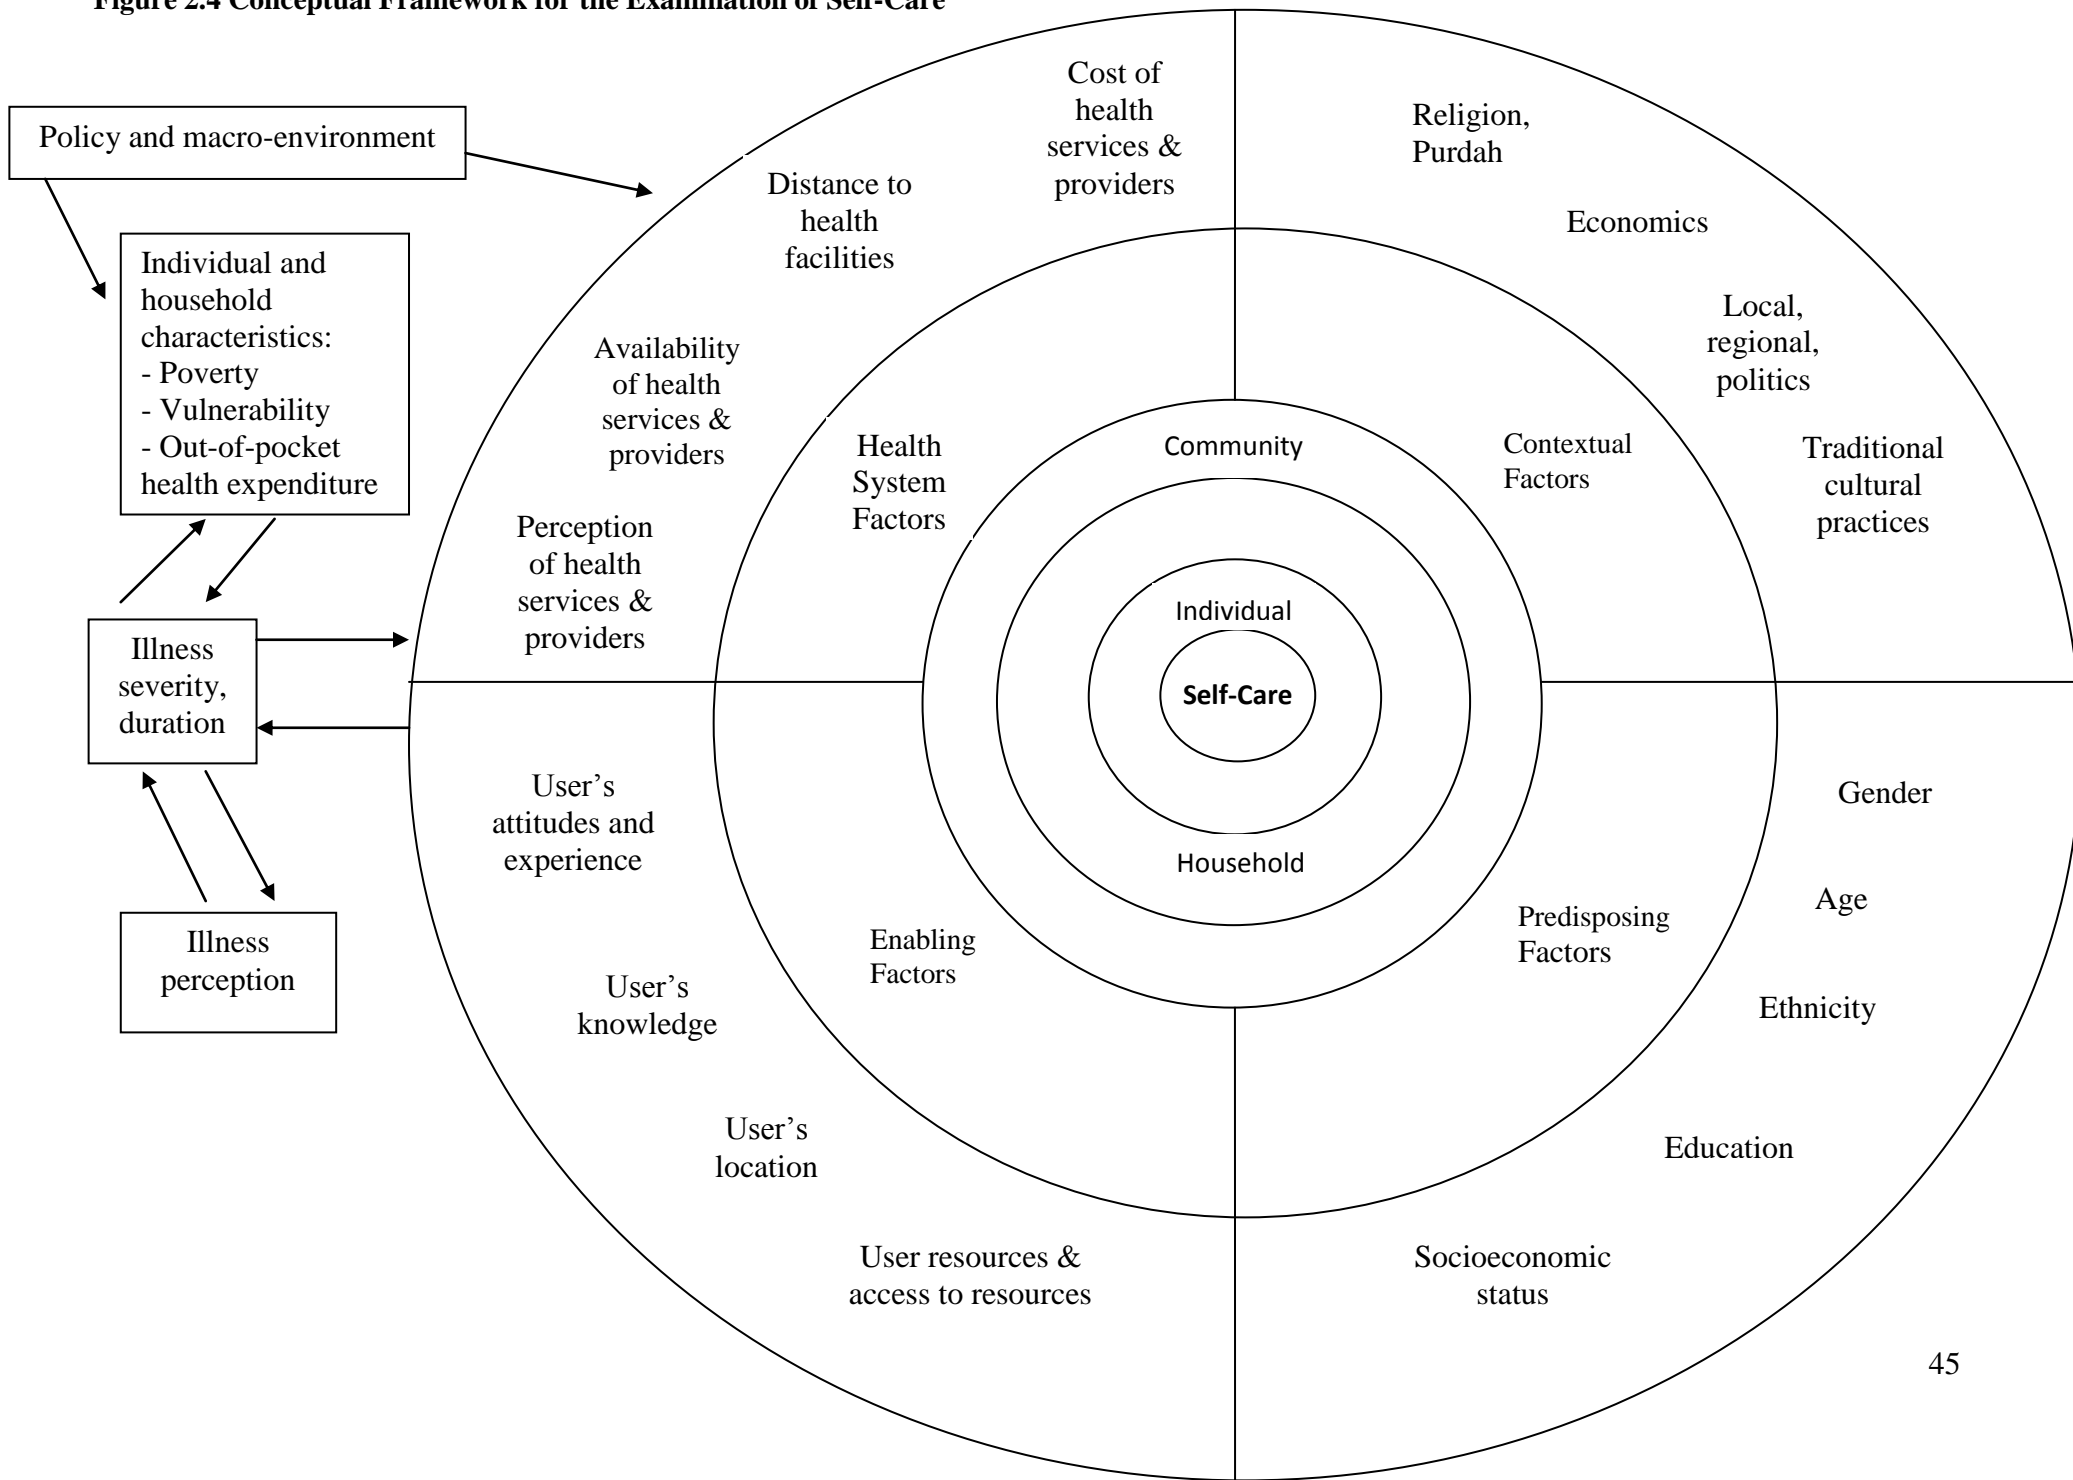 Figure 2.4 Conceptual Framework for the Examination of Self-Care
Policy and macro-environment
Individual and
household
characteristics:
- Poverty
- Vulnerability
- Out-of-pocket
health expenditure
Illness
severity,
duration
Illness
perception
Cost of
health
services &
providers
Distance to
health
facilities
Availability
of health
services &
providers
Perception
of health
services &
providers
Health
System
Factors
Religion,
Purdah
Economics
Local,
regional,
politics
Traditional
cultural
practices
Contextual
Factors
Community
Individual
Self-Care
Household
User’s
attitudes and
experience
User’s
knowledge
User’s
location
User resources &
access to resources
Enabling
Factors
Predisposing
Factors
Gender
Age
Ethnicity
Education
Socioeconomic
status
45